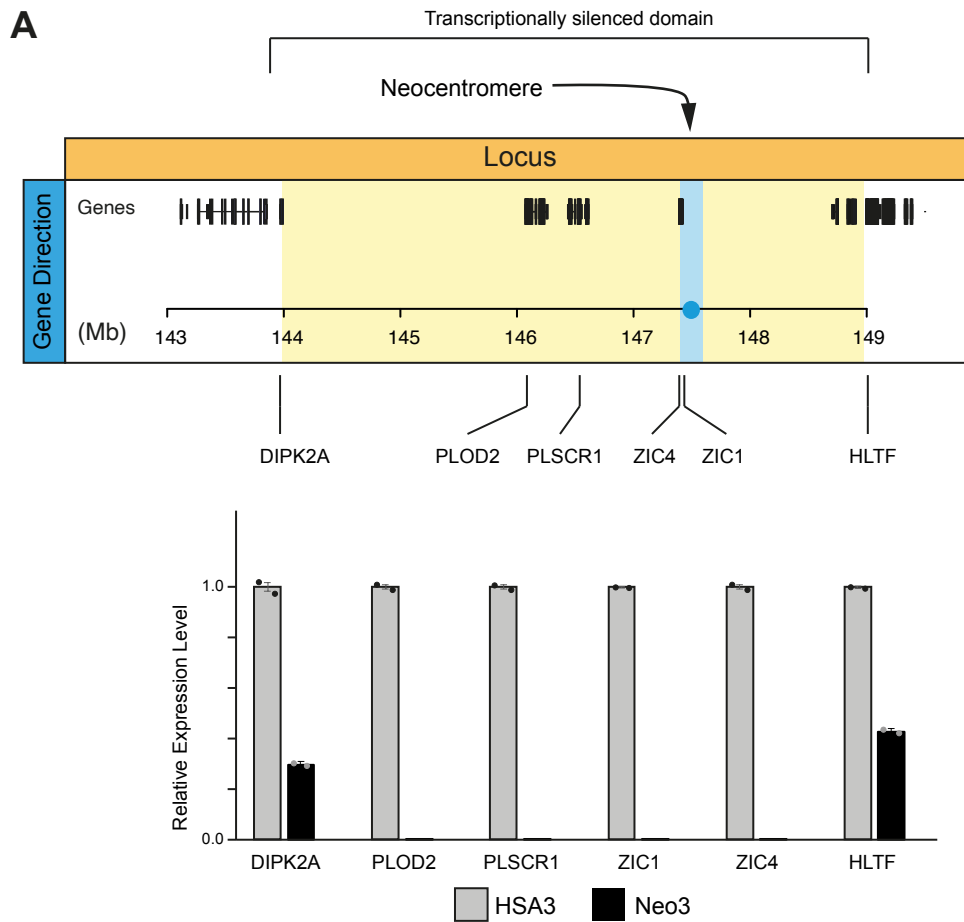 A
Transcriptionally silenced domain
Neocentromere
Locus
Gene Direction
Genes
(Mb)
143 144 145 146 147 148 149
DIPK2A PLOD2 PLSCR1 ZIC4 ZIC1 HLTF
Relative Expression Level
1.0
0.0
DIPK2A PLOD2 PLSCR1 ZIC1 ZIC4 HLTF
HSA3 Neo3